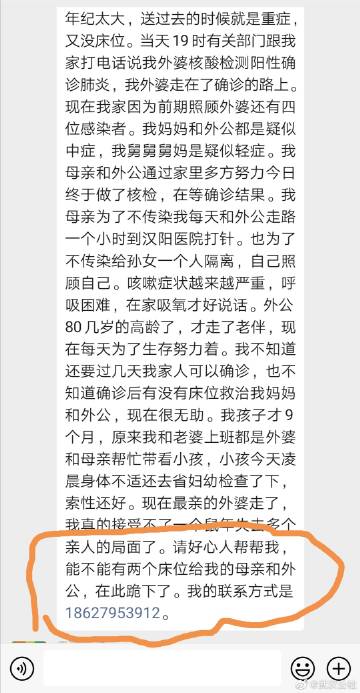 年纪太大，送过去的时候就是重症，
又没床位。当天 19 时有关部门跟我
家打电话说我外婆核酸检测阳性确
诊肺炎，我外婆走在了确诊的路上。
现在我家因为前期照顾外婆还有四
位感染者。我妈妈和外公都是疑似
中症，我舅舅舅妈是疑似轻症。我
母亲和外公通过家里多方努力今日
终于做了核检，在等确诊结果。我
母亲为了不传染我每天和外公走路
一个小时到汉阳医院打针。也为了
不传染给孙女一个人隔离，自己照
顾自己。咳嗽症状越来越严重，呼
吸困难，在家吸氧才好说话。外公
80 几岁的高龄了，才走了老伴，现
在每天为了生存努力着。我不知道
还要过几天我家人可以确诊，也不
知道确诊后有没有床位救治我妈妈
和外公，现在很无助。我孩子才 9
个月，原来我和老婆上班都是外婆
和母亲帮忙带看小孩，小孩今天凌
晨身体不适还去省妇幼检查了下，
索性还好。现在最亲的外婆走了，
我真的接受不了一个鼠年失去多个
亲人的局面了。请好心人帮帮我，
能不能有两个床位给我的母亲和外
公，在此跪下了。我的联系方式是
18627953912。